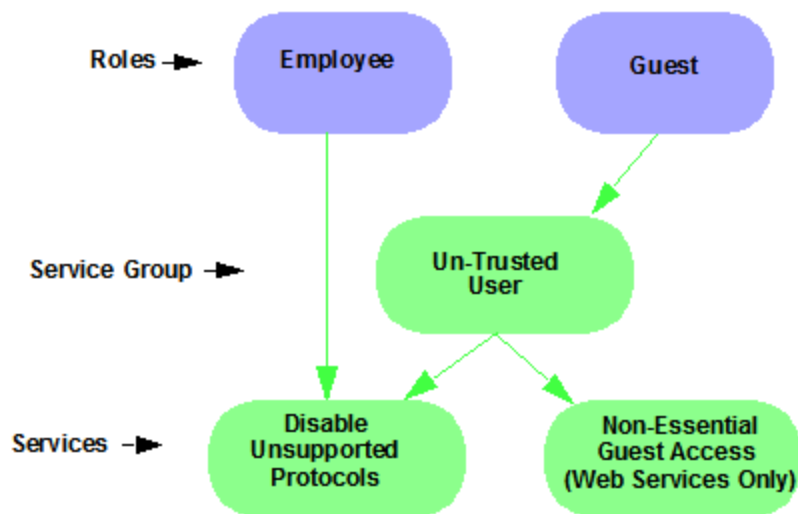 Roles
Employee
Guest
Service Group
Un-Trusted
User
Services
Disable
Unsupported
Protocols
Non-Essential
Guest Access
(Web Services Only)